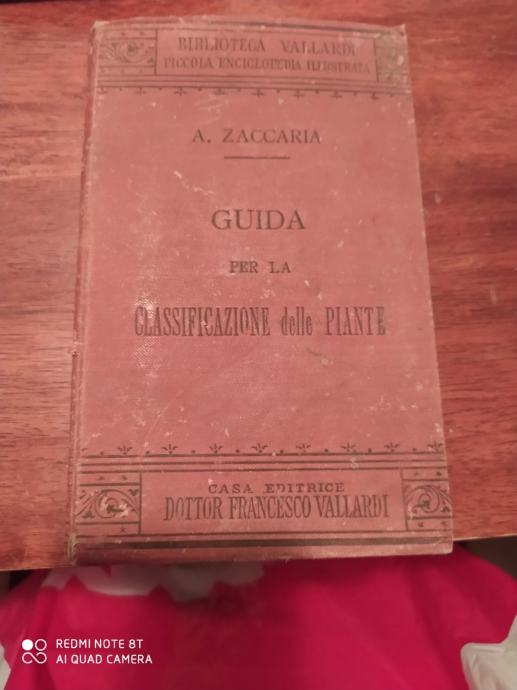 BIBLIOTECA VALLARDI
PICCOLA ENCICLOPEDIA ILLUSTRATA
A. ZACCARIA
GUIDA
PER LA
CLASSIFICAZIONE delle PIANTE
CASA EDITRICE
DOTTOR FRANCESCO VALLARDI
REDMI NOTE 8T
AI QUAD CAMERA